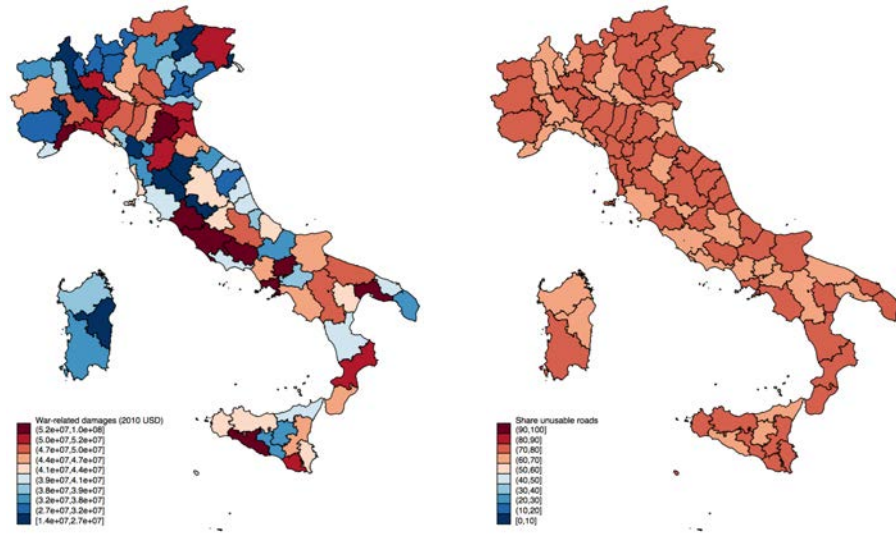 War-related damages (2010 USD)
(5.2e+07,1.0e+08]
(5.0e+07,5.2e+07]
(4.7e+07,5.0e+07]
(4.4e+07,4.7e+07]
(4.1e+07,4.4e+07]
(3.9e+07,4.1e+07]
(3.8e+07,3.9e+07]
(3.2e+07,3.8e+07]
(2.7e+07,3.2e+07]
[1.4e+07,2.7e+07]
Share unusable roads
(90,100]
(80,90]
(70,80]
(60,70]
(50,60]
(40,50]
(30,40]
(20,30]
(10,20]
[0,10]